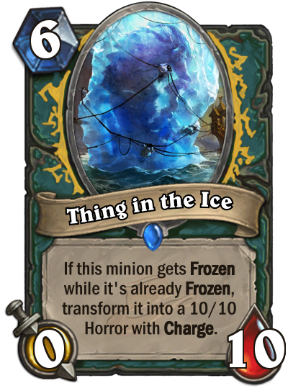 6
Thing in the Ice
If this minion gets Frozen
while it's already Frozen,
transform it into a 10/10
Horror with Charge.
0
10